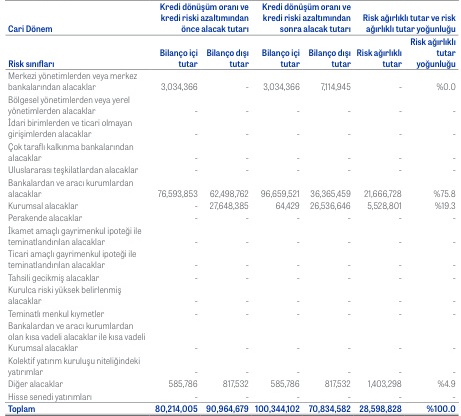 Cari Dönem
Kredi dönüşüm oranı ve kredi riski azaltımından önce alacak tutarı
Kredi dönüşüm oranı ve kredi riski azaltımından sonra alacak tutarı
Risk ağırlıklı tutar ve risk ağırlıklı tutar yoğunluğu
Risk sınıfları Bilanço içi tutar Bilanço dışı tutar Bilanço içi tutar Bilanço dışı tutar Risk ağırlıklı tutar Risk ağırlıklı tutar yoğunluğu
Merkezi yönetimlerden veya merkez
bankalarından alacaklar 3,034,366 - 3,034,366 7,114,945 - %0.0
Bölgesel yönetimlerden veya yerel
yönetimlerden alacaklar - - - - - -
İdari birimlerden ve ticari olmayan
girişimlerden alacaklar - - - - - -
Çok taraflı kalkınma bankalarından
alacaklar - - - - - -
Uluslararası teşkilatlardan alacaklar - - - - - -
Bankalardan ve aracı kurumlardan
alacaklar 76,593,853 62,498,762 96,659,521 36,365,459 21,666,728 %75.8
Kurumsal alacaklar - 27,648,385 64,429 26,536,646 5,528,801 %19.3
Perakende alacaklar - - - - - -
İkamet amaçlı gayrimenkul ipoteği ile
teminatlandırılan alacaklar - - - - - -
Ticari amaçlı gayrimenkul ipoteği ile
teminatlandırılan alacaklar - - - - - -
Tahsili gecikmiş alacaklar - - - - - -
Kurulca riski yüksek belirlenmiş
alacaklar - - - - - -
Teminatlı menkul kıymetler - - - - - -
Bankalardan ve aracı kurumlardan
olan kısa vadeli alacaklar ile kısa vadeli
Kurumsal alacaklar - - - - - -
Kolektif yatırım kuruluşu niteliğindeki
yatırımlar - - - - - -
Diğer alacaklar 585,786 817,532 585,786 817,532 1,403,298 %4.9
Hisse senedi yatırımları - - - - - -
Toplam 80,214,005 90,964,679 100,344,102 70,834,582 28,598,828 %100.0